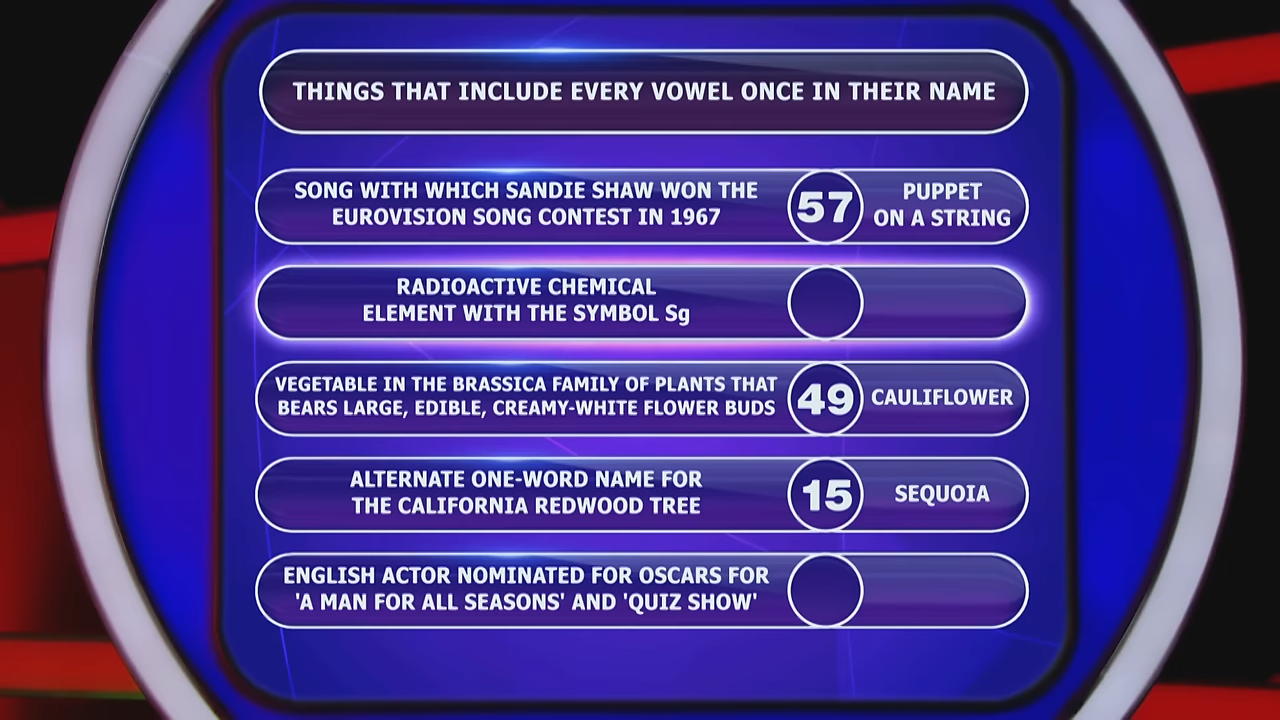 THINGS THAT INCLUDE EVERY VOWEL ONCE IN THEIR NAME
SONG WITH WHICH SANDIE SHAW WON THE
EUROVISION SONG CONTEST IN 1967
57
PUPPET
ON A STRING
RADIOACTIVE CHEMICAL
ELEMENT WITH THE SYMBOL Sg
VEGETABLE IN THE BRASSICA FAMILY OF PLANTS THAT
BEARS LARGE, EDIBLE, CREAMY-WHITE FLOWER BUDS
49
CAULIFLOWER
ALTERNATE ONE-WORD NAME FOR
THE CALIFORNIA REDWOOD TREE
15
SEQUOIA
ENGLISH ACTOR NOMINATED FOR OSCARS FOR
'A MAN FOR ALL SEASONS' AND 'QUIZ SHOW'